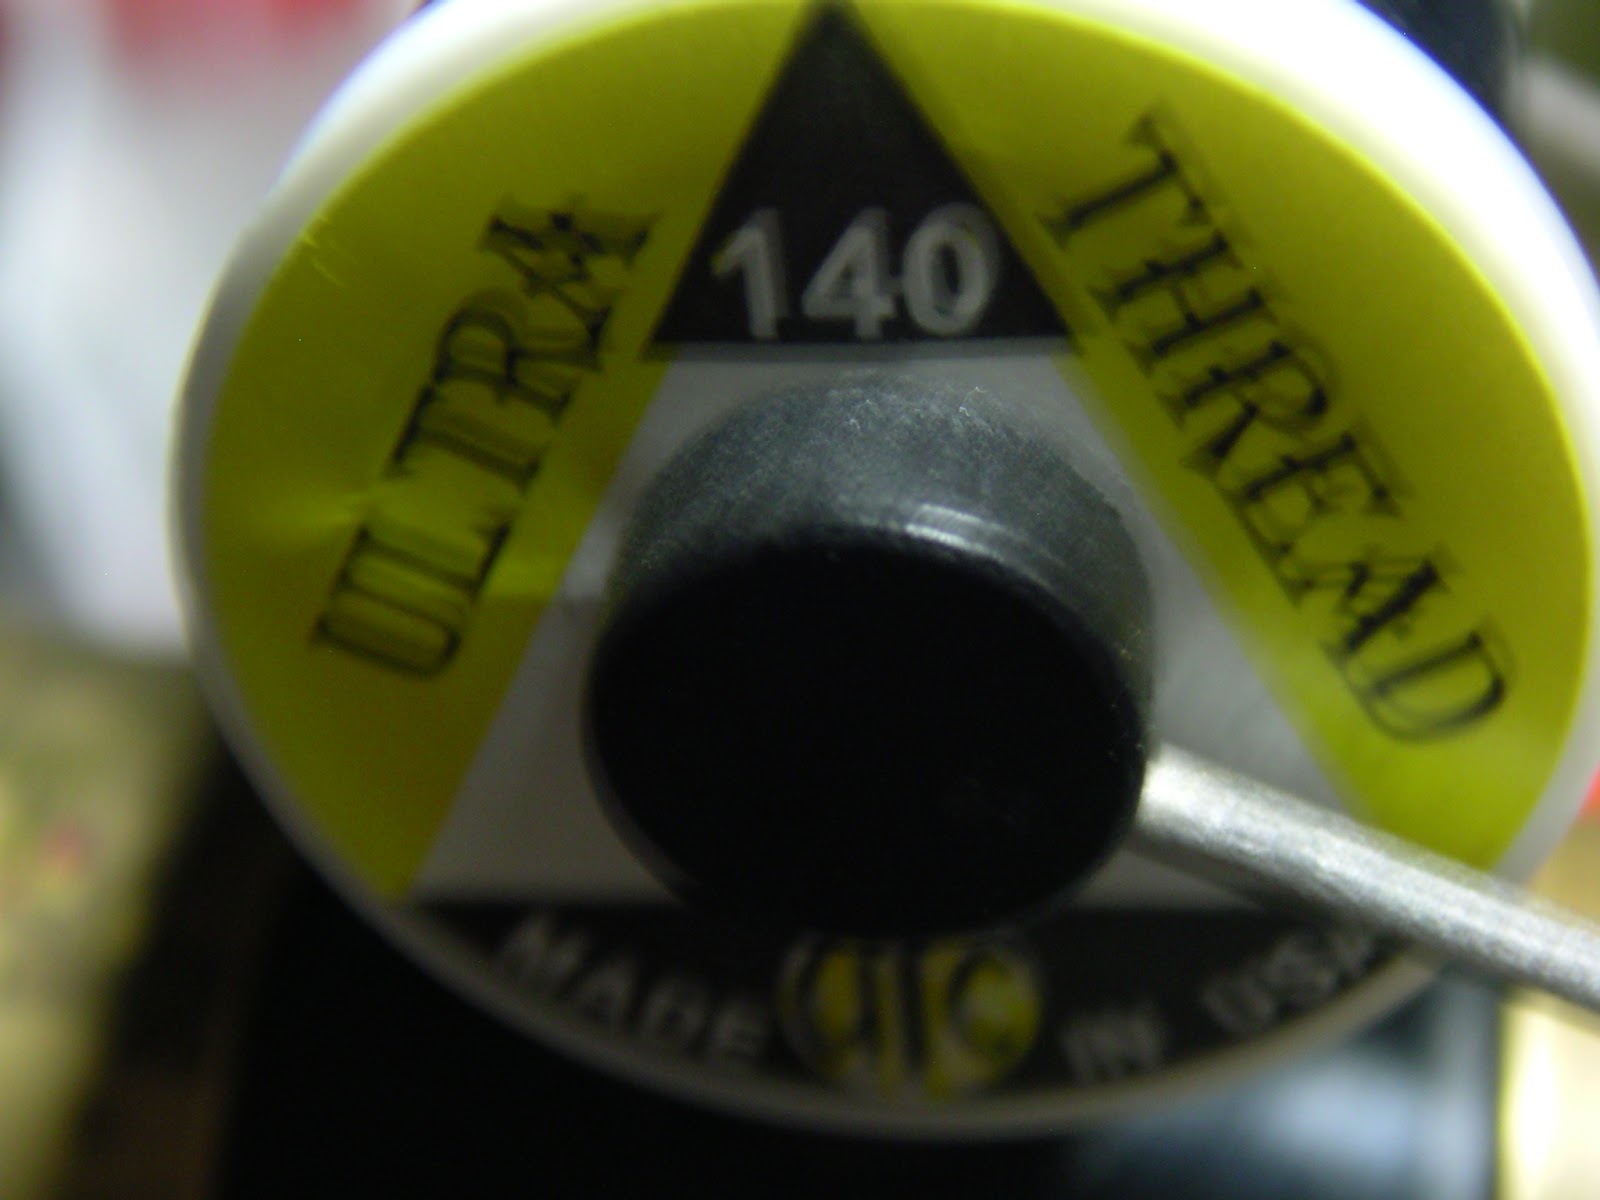 ULTRA
140
THREAD
MADE IN USA